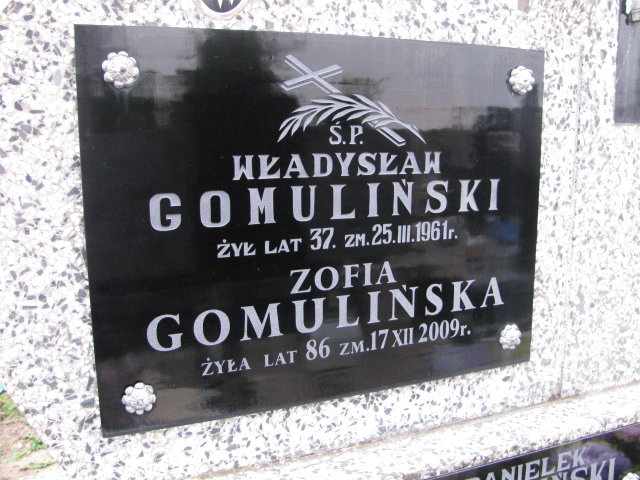 Ś.P.
WŁADYSŁAW
GOMULIŃSKI
ŻYŁ LAT 37. ZM. 25.III.1961r.
ZOFIA
GOMULIŃSKA
ŻYŁA LAT 86 ZM. 17 XII 2009r.